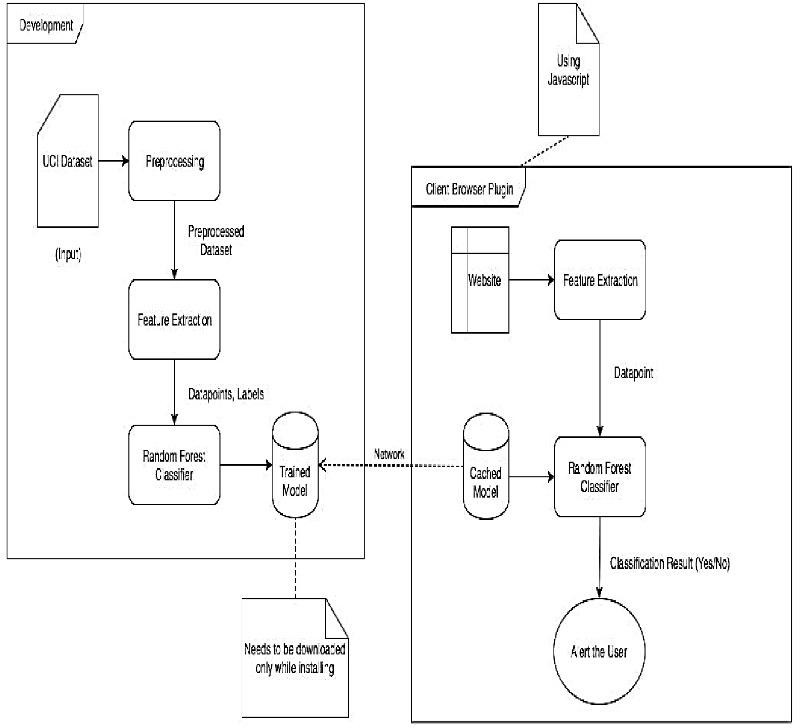 Development
UCI Dataset
(Input)
Preprocessing
Preprocessed
Dataset
Feature Extraction
Datapoints, Labels
Random Forest
Classifier
Trained
Model
Needs to be downloaded
only while installing
Network
Using
Javascript
Client Browser Plugin
Website
Feature Extraction
Datapoint
Cached
Model
Random Forest
Classifier
Classification Result (Yes/No)
Alert the User